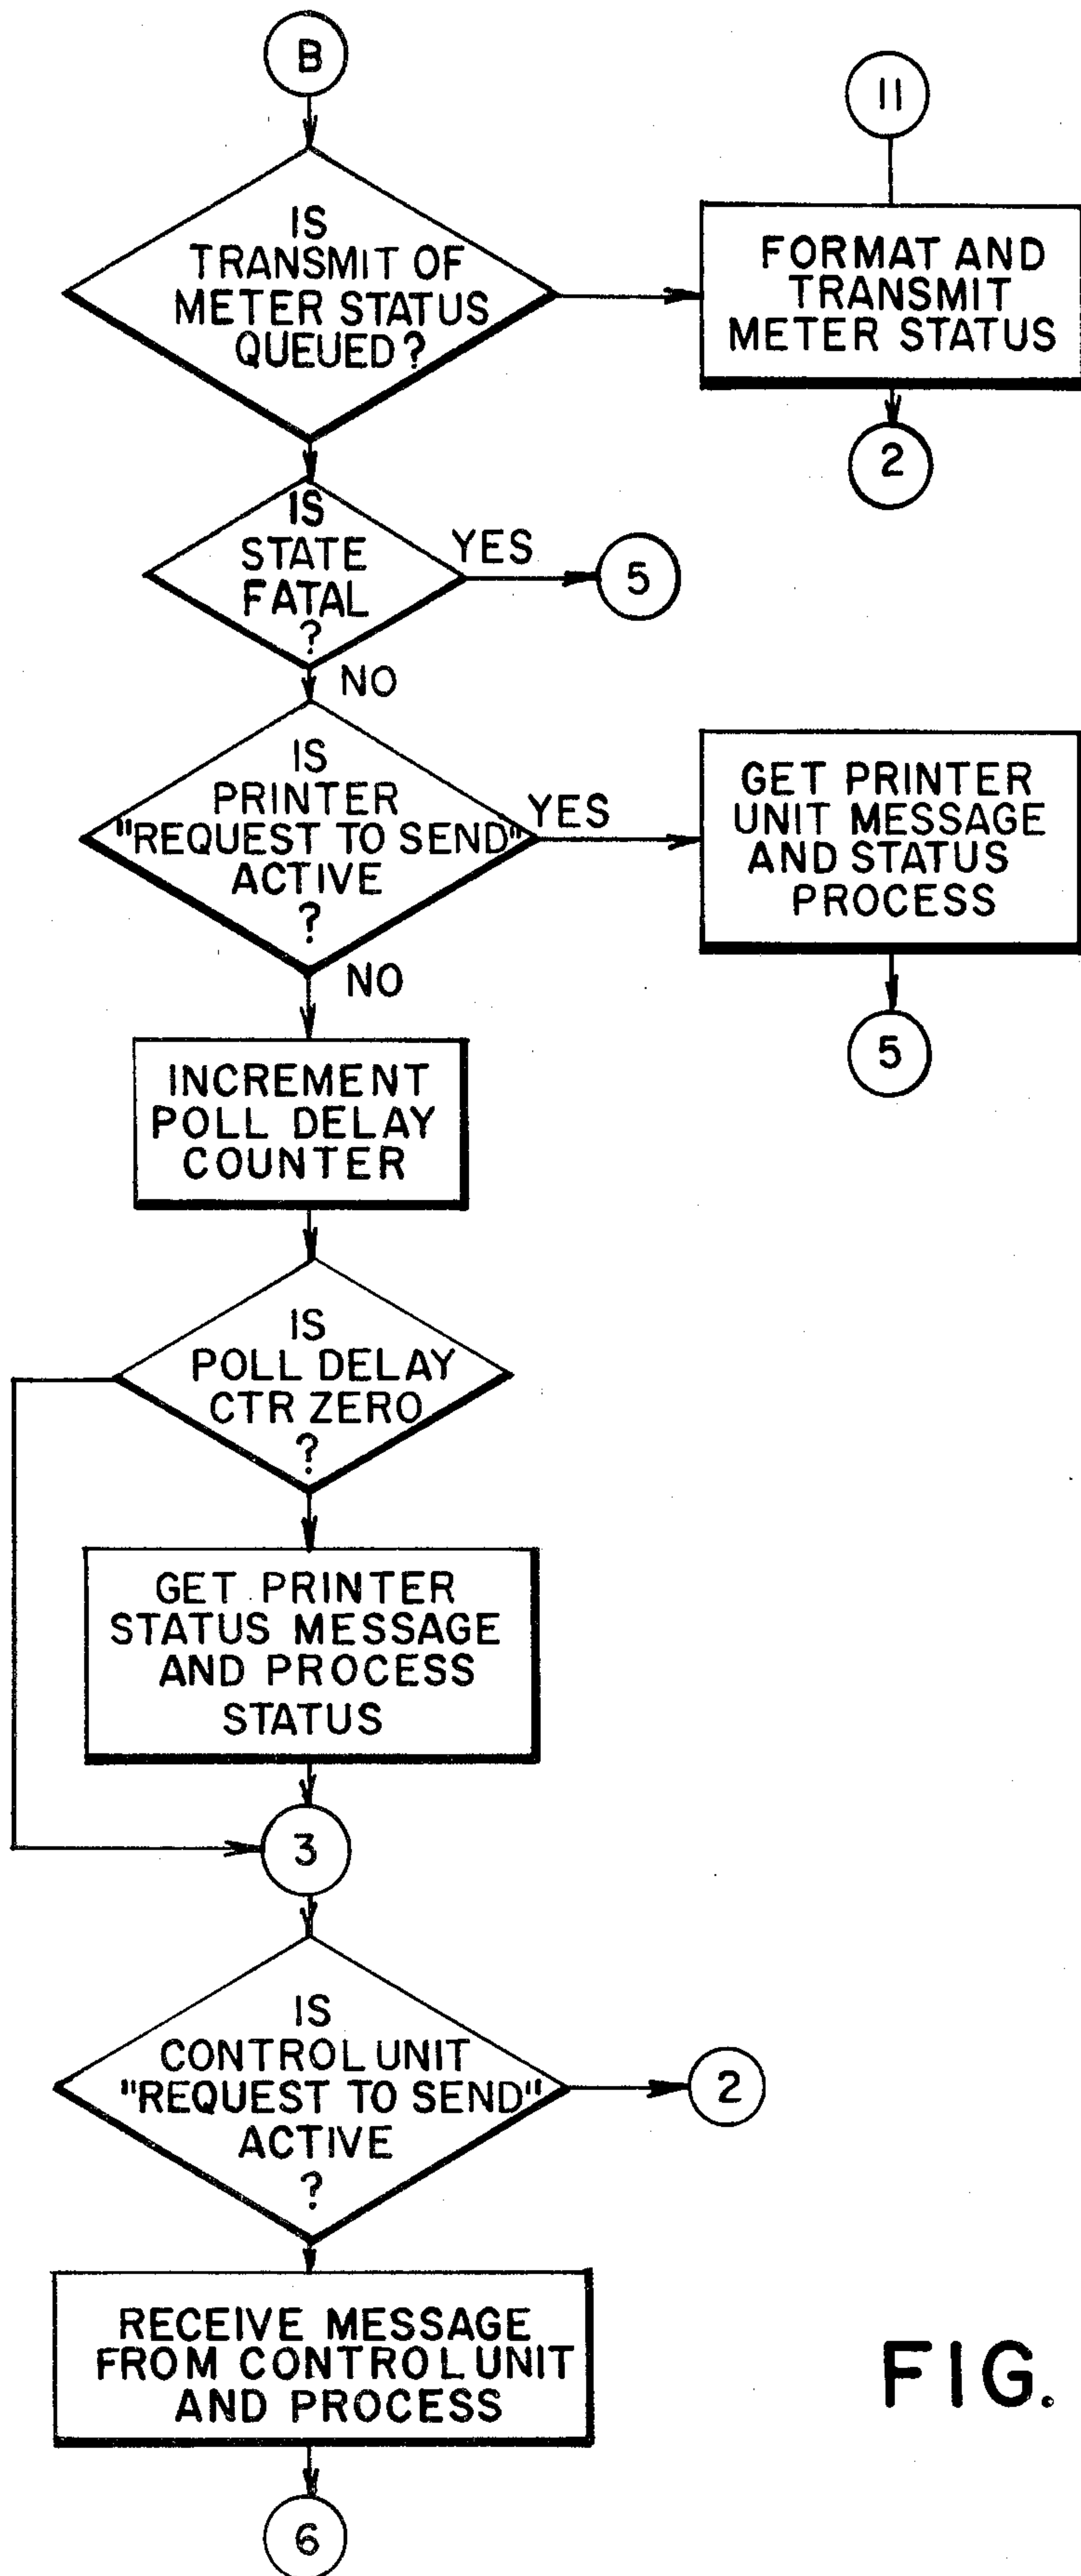 B
IS
TRANSMIT OF
METER STATUS
QUEUED?
11
FORMAT AND
TRANSMIT
METER STATUS
2
IS
STATE
FATAL
?
YES
5
NO
IS
PRINTER
"REQUEST TO SEND"
ACTIVE
?
YES
GET PRINTER
UNIT MESSAGE
AND STATUS
PROCESS
5
NO
INCREMENT
POLL DELAY
COUNTER
IS
POLL DELAY
CTR ZERO
?
GET PRINTER
STATUS MESSAGE
AND PROCESS
STATUS
3
IS
CONTROL UNIT
"REQUEST TO SEND"
ACTIVE
?
2
RECEIVE MESSAGE
FROM CONTROL UNIT
AND PROCESS
6
FIG.